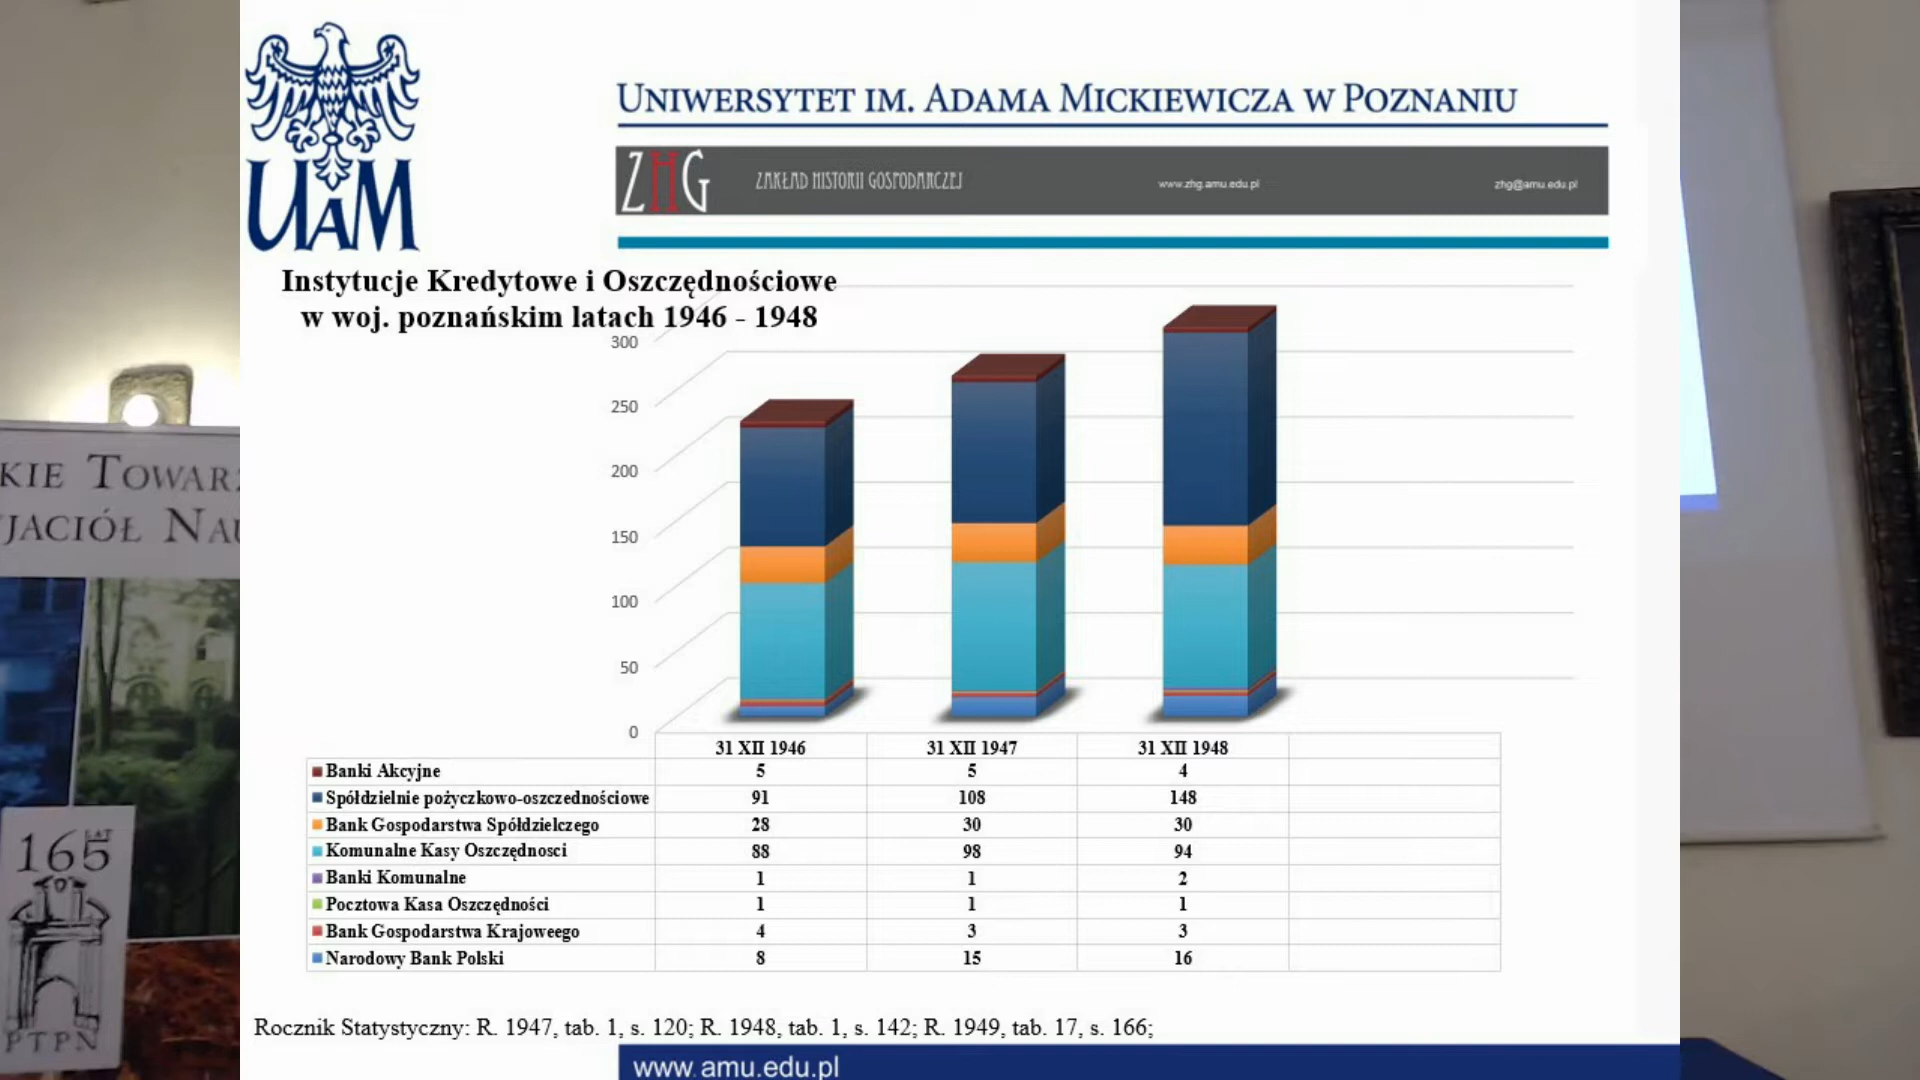 UNIWERSYTET IM. ADAMA MICKIEWICZA W POZNANIU
ZHG ZAKŁAD HISTORII GOSPODARCZEJ www.zhg.amu.edu.pl zhg@amu.edu.pl
UAM
Instytucje Kredytowe i Oszczędnościowe
w woj. poznańskim latach 1946 - 1948
300
250
200
150
100
50
0
31 XII 1946 31 XII 1947 31 XII 1948
Banki Akcyjne 5 5 4
Spółdzielnie pożyczkowo-oszczednościowe 91 108 148
Bank Gospodarstwa Spółdzielczego 28 30 30
Komunalne Kasy Oszczędnosci 88 98 94
Banki Komunalne 1 1 2
Pocztowa Kasa Oszczędności 1 1 1
Bank Gospodarstwa Krajoweego 4 3 3
Narodowy Bank Polski 8 15 16
Rocznik Statystyczny: R. 1947, tab. 1, s. 120; R. 1948, tab. 1, s. 142; R. 1949, tab. 17, s. 166;
www.amu.edu.pl
KIE TOWAR
JACIÓŁ NAU
165 LAT
PTPN